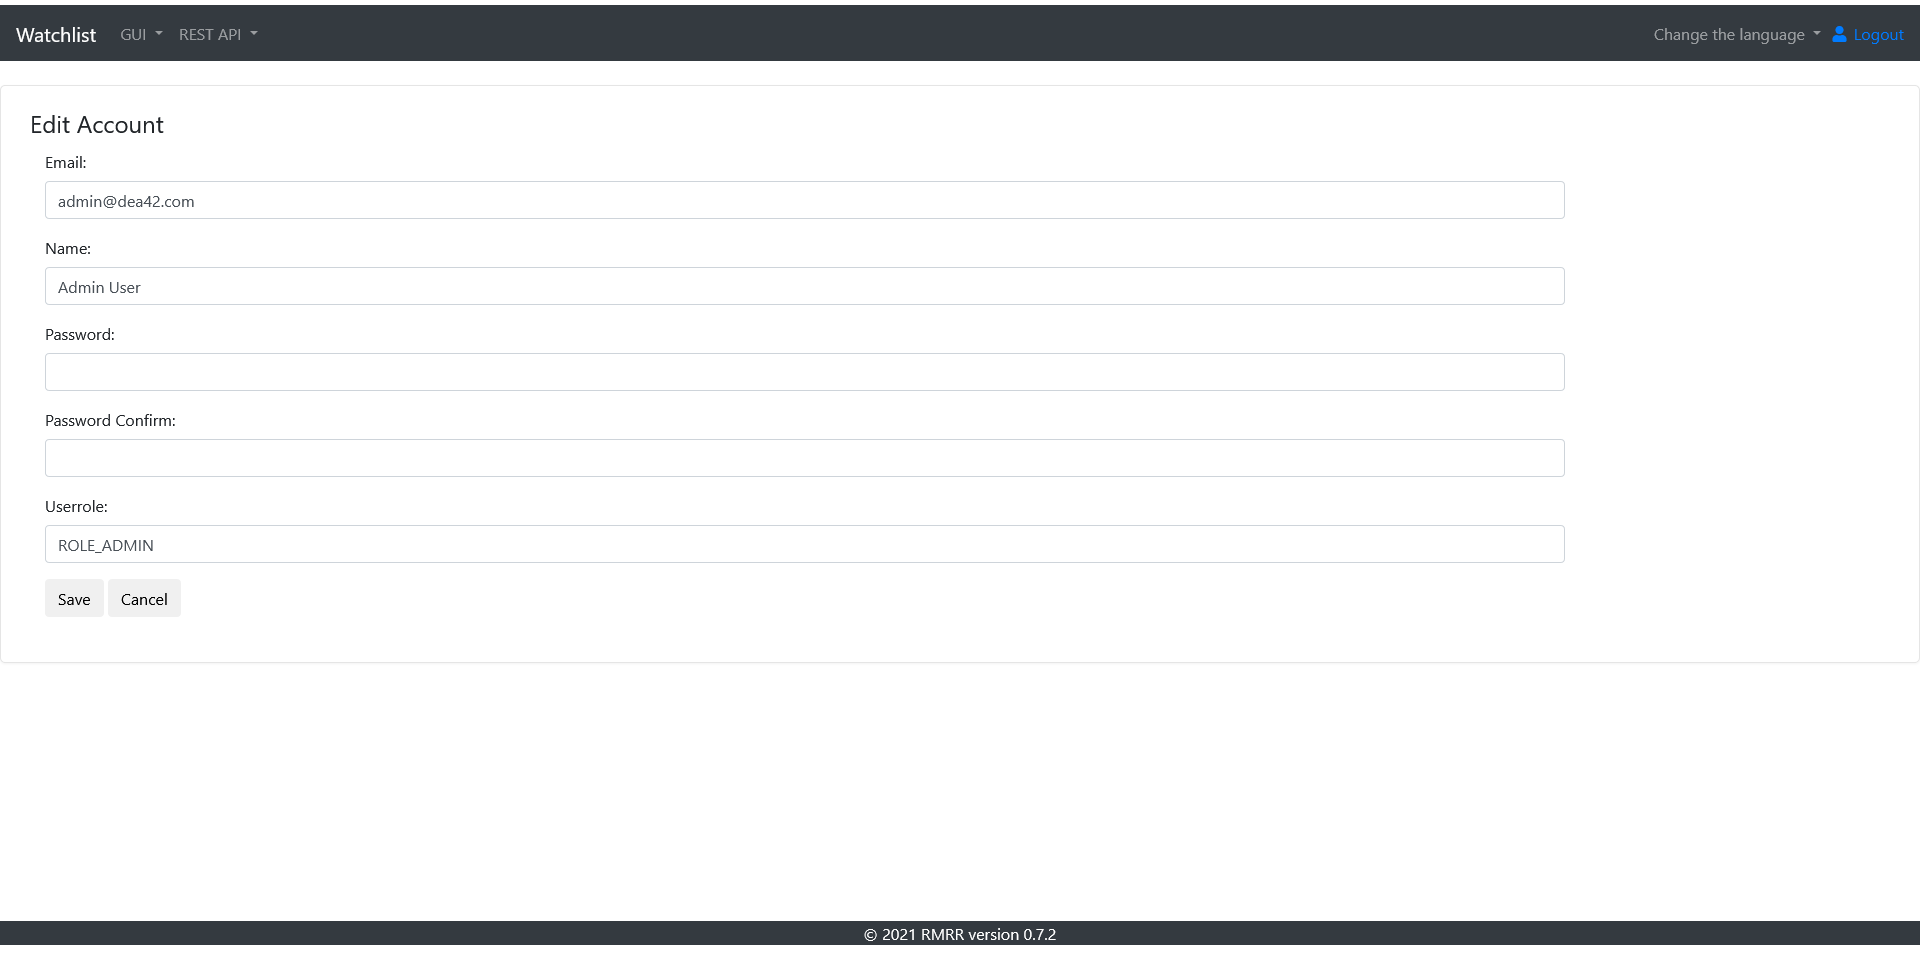 Watchlist GUI REST API Change the language Logout
Edit Account
Email:
admin@dea42.com
Name:
Admin User
Password:
Password Confirm:
Userrole:
ROLE_ADMIN
Save Cancel
© 2021 RMRR version 0.7.2